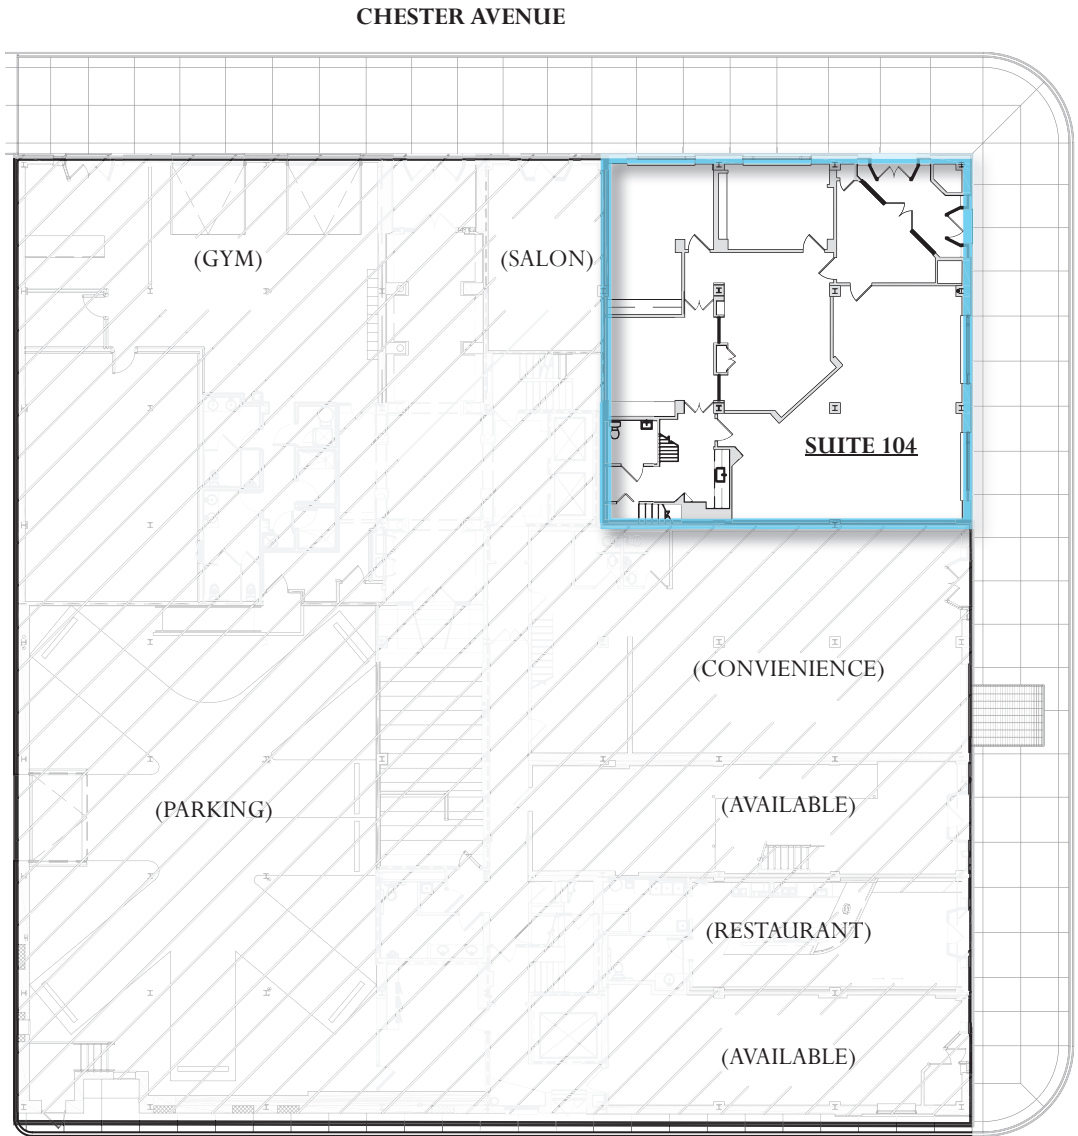 CHESTER AVENUE
(GYM)
(SALON)
SUITE 104
(CONVIENIENCE)
(PARKING)
(AVAILABLE)
(RESTAURANT)
(AVAILABLE)